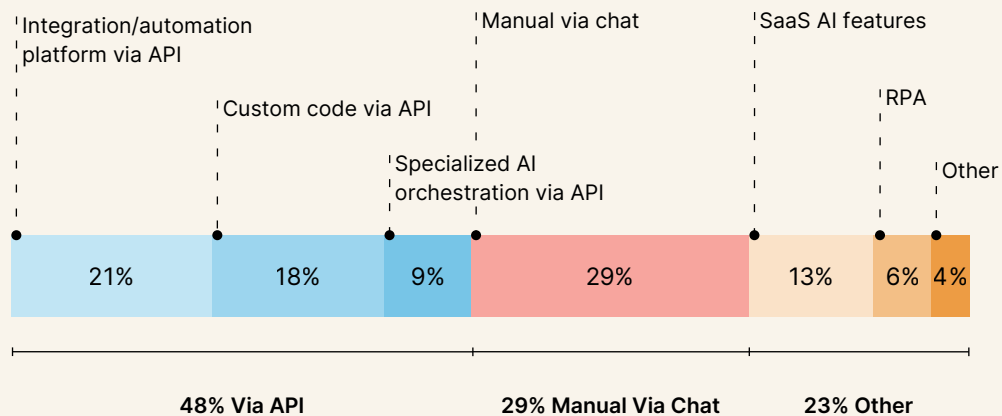 Integration/automation
platform via API
Manual via chat
SaaS AI features
Custom code via API
RPA
Specialized AI
orchestration via API
Other
21%
18%
9%
29%
13%
6%
4%
48% Via API
29% Manual Via Chat
23% Other